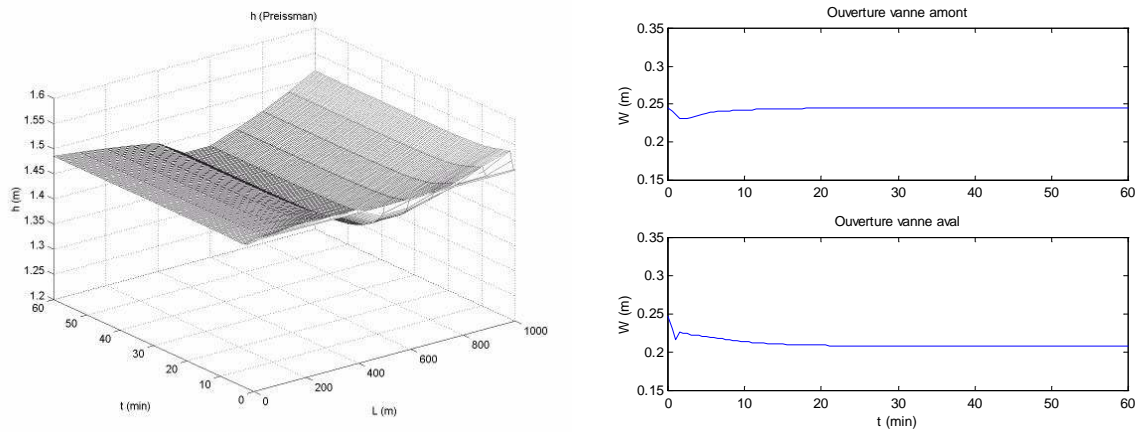 h (Preissman)
1.6
1.55
1.5
1.45
1.4
1.35
1.3
1.25
1.2
h (m)
60
50
40
30
20
10
0
t (min)
0
200
400
600
800
1000
L (m)
Ouverture vanne amont
0.35
0.3
0.25
0.2
0.15
W (m)
0 10 20 30 40 50 60
Ouverture vanne aval
0.35
0.3
0.25
0.2
0.15
W (m)
0 10 20 30 40 50 60
t (min)